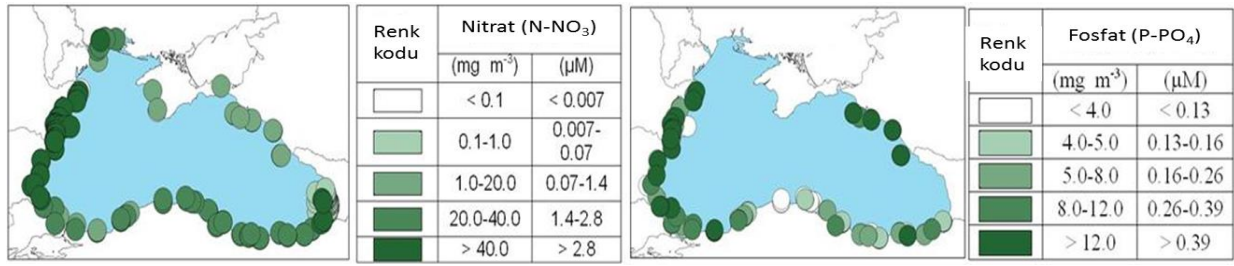 Renk kodu
Nitrat (N-NO₃)
(mg m⁻³) (µM)
< 0.1 < 0.007
0.1-1.0 0.007-0.07
1.0-20.0 0.07-1.4
20.0-40.0 1.4-2.8
> 40.0 > 2.8
Renk kodu
Fosfat (P-PO₄)
(mg m⁻³) (µM)
< 4.0 < 0.13
4.0-5.0 0.13-0.16
5.0-8.0 0.16-0.26
8.0-12.0 0.26-0.39
> 12.0 > 0.39